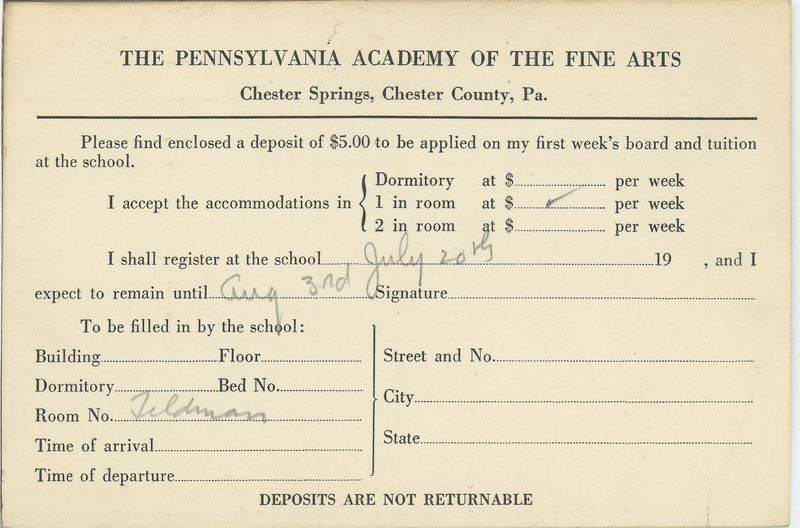 THE PENNSYLVANIA ACADEMY OF THE FINE ARTS
Chester Springs, Chester County, Pa.
Please find enclosed a deposit of $5.00 to be applied on my first week's board and tuition
at the school.
Dormitory at $ per week
I accept the accommodations in 1 in room at $ ✓ per week
2 in room at $ per week
I shall register at the school July 20th 19 , and I
expect to remain until Aug 3rd Signature
To be filled in by the school:
Building Floor
Dormitory Bed No.
Room No. Feldman
Time of arrival
Time of departure
Street and No.
City
State
DEPOSITS ARE NOT RETURNABLE